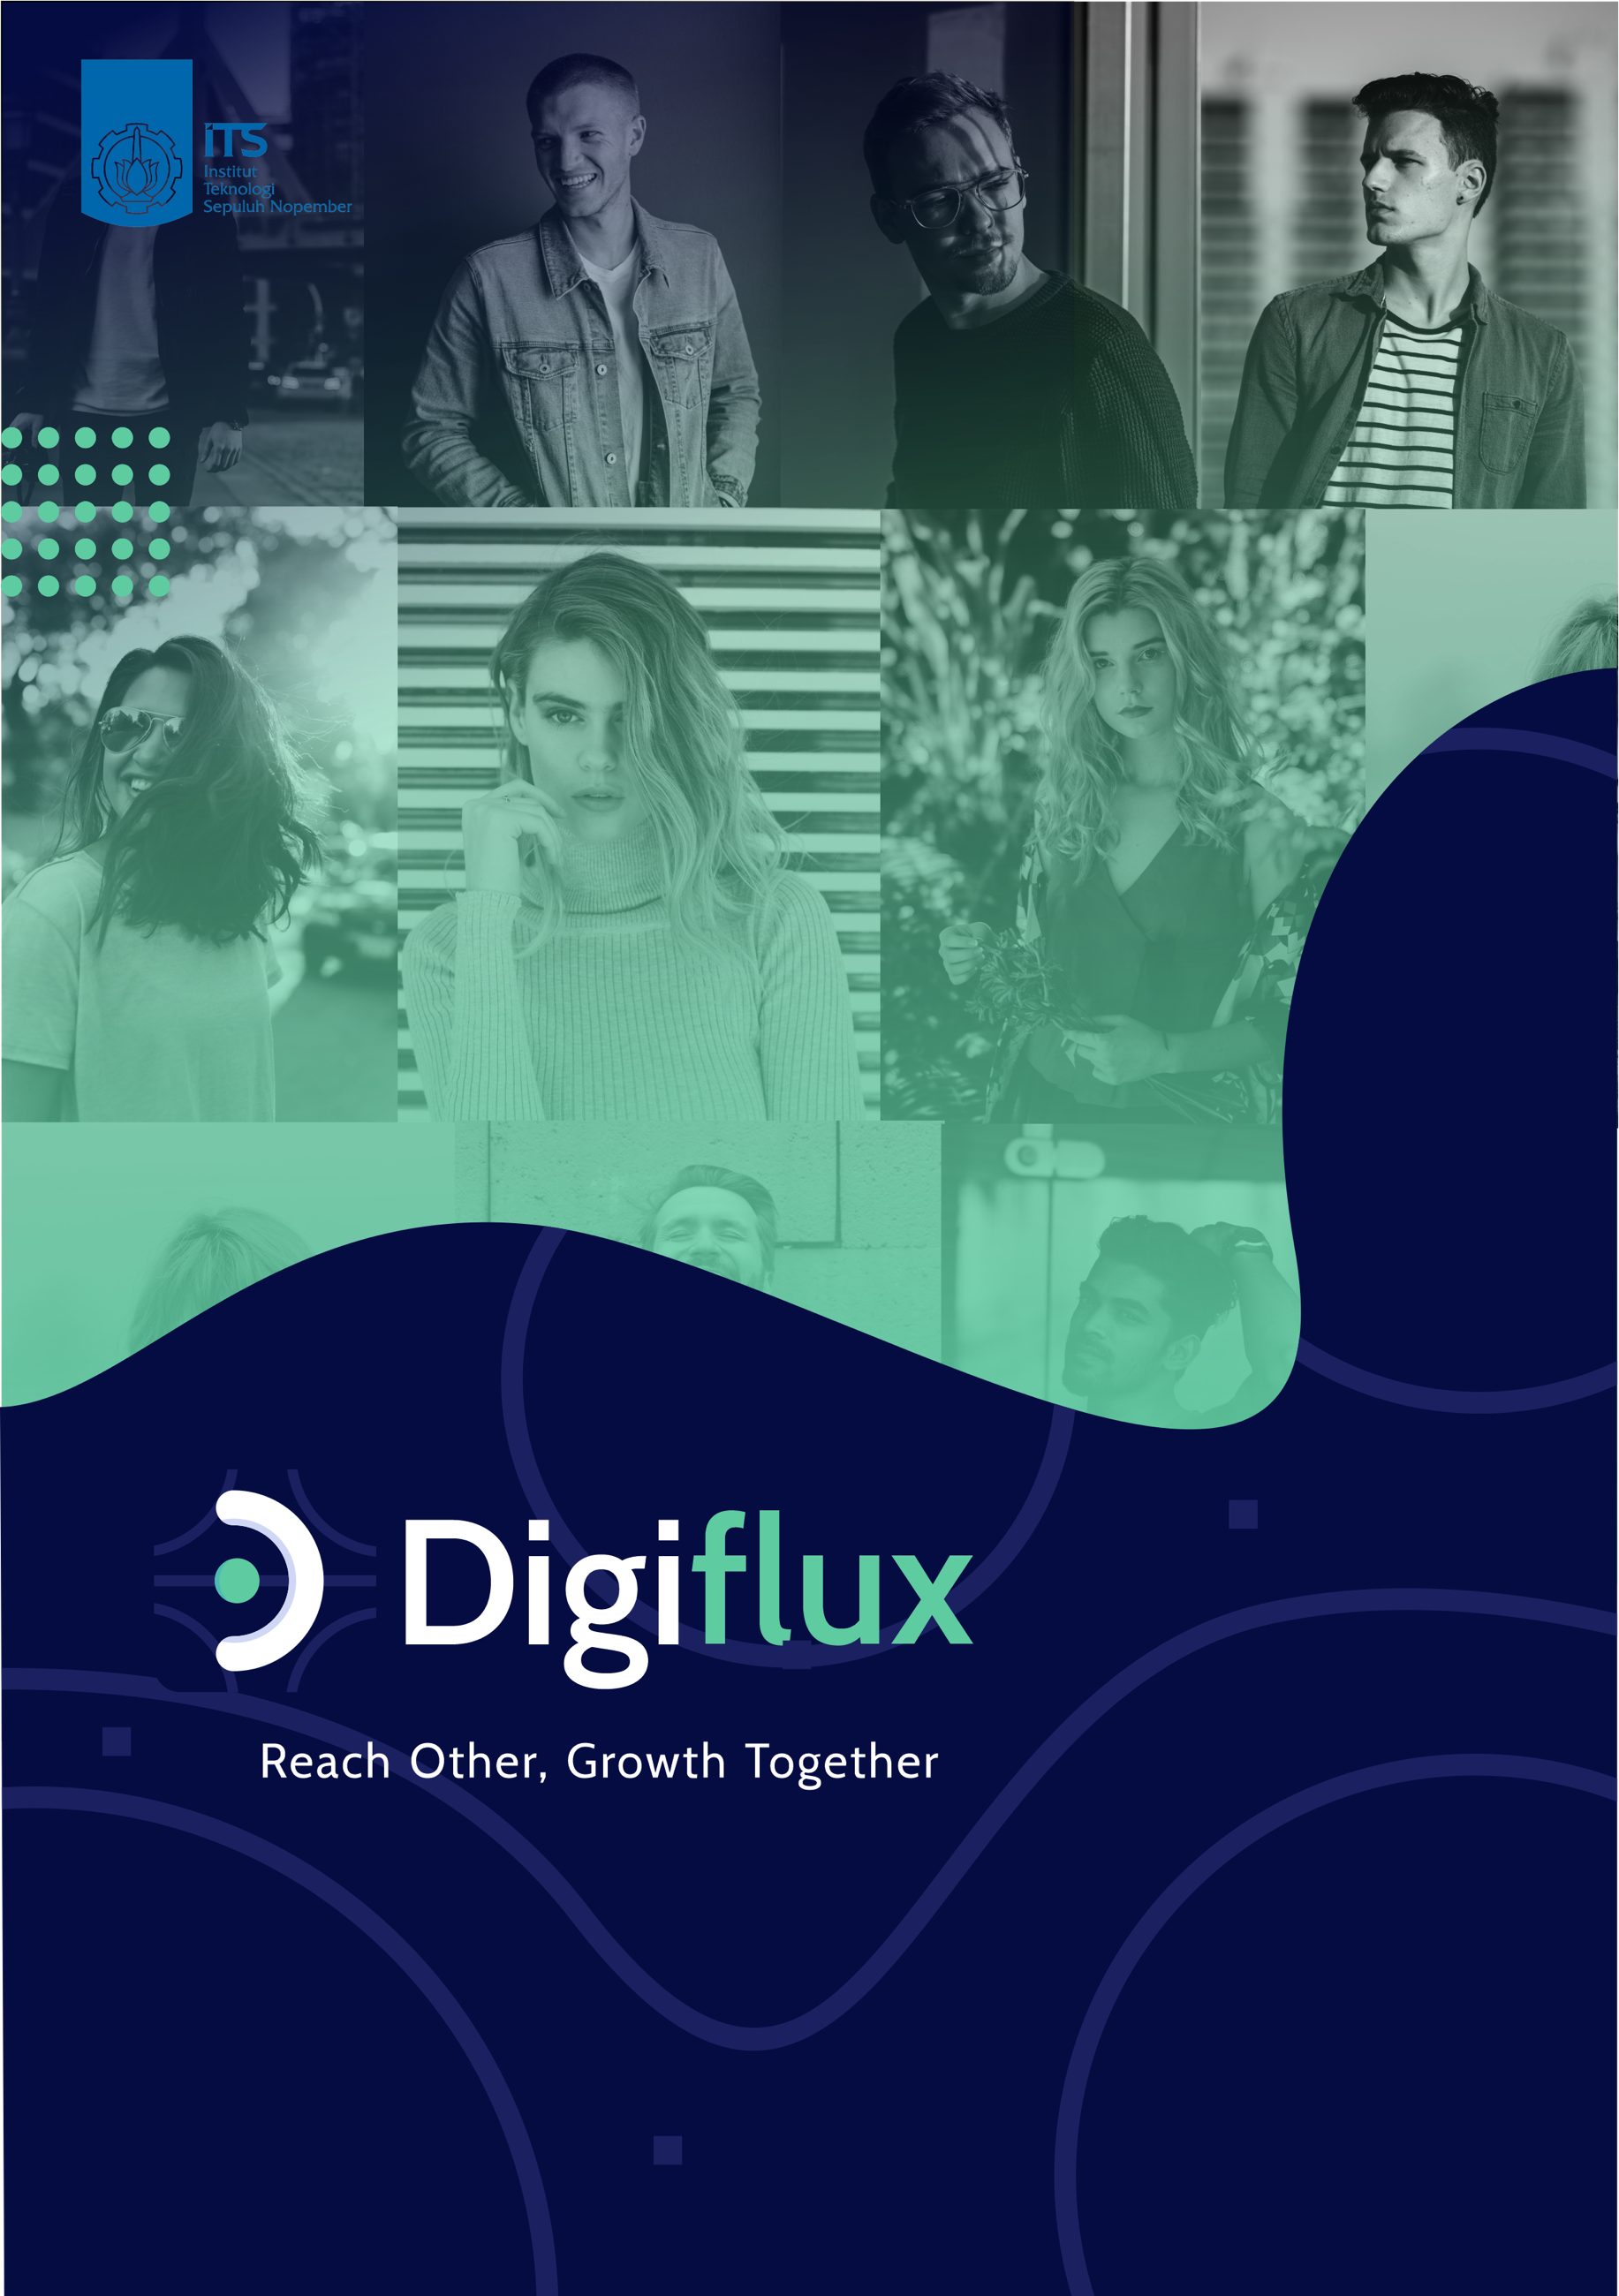 iTS
Institut
Teknologi
Sepuluh Nopember
Digiflux
Reach Other, Growth Together